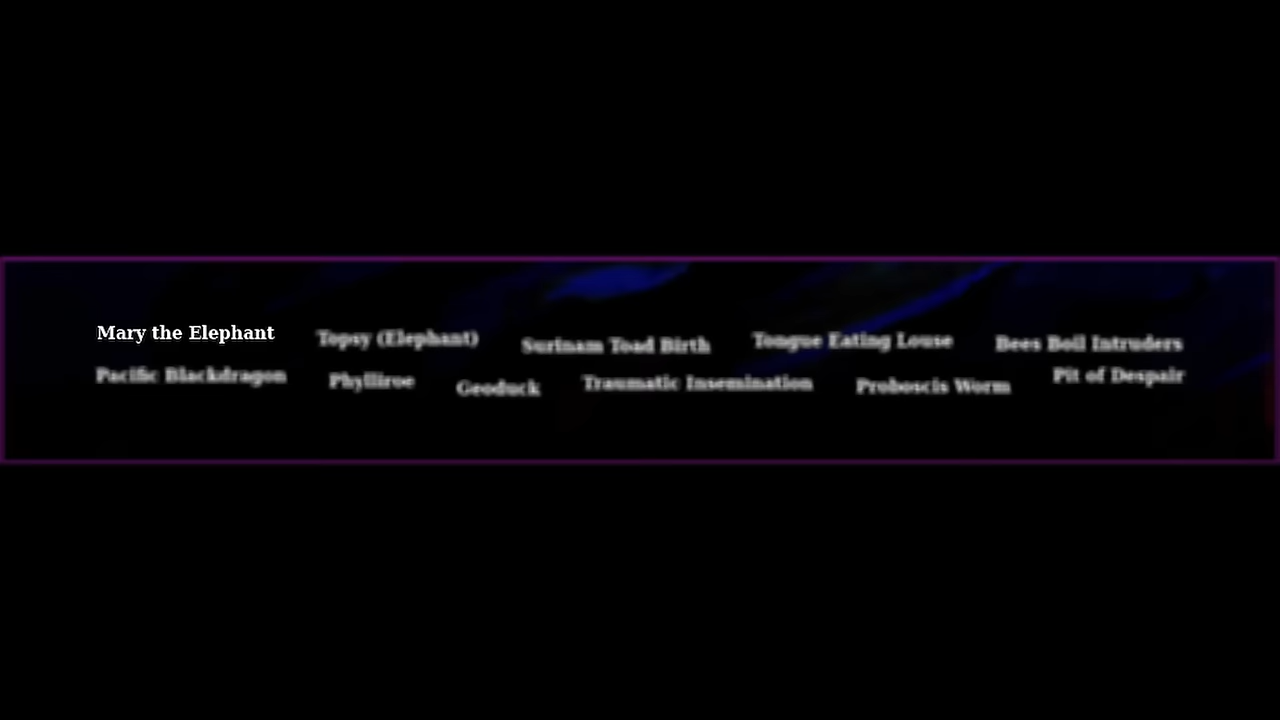 Mary the Elephant Topsy (Elephant) Surinam Toad Birth Tongue Eating Louse Bees Boil Intruders
Pacific Blackdragon Phylliroe Geoduck Traumatic Insemination Proboscis Worm Pit of Despair